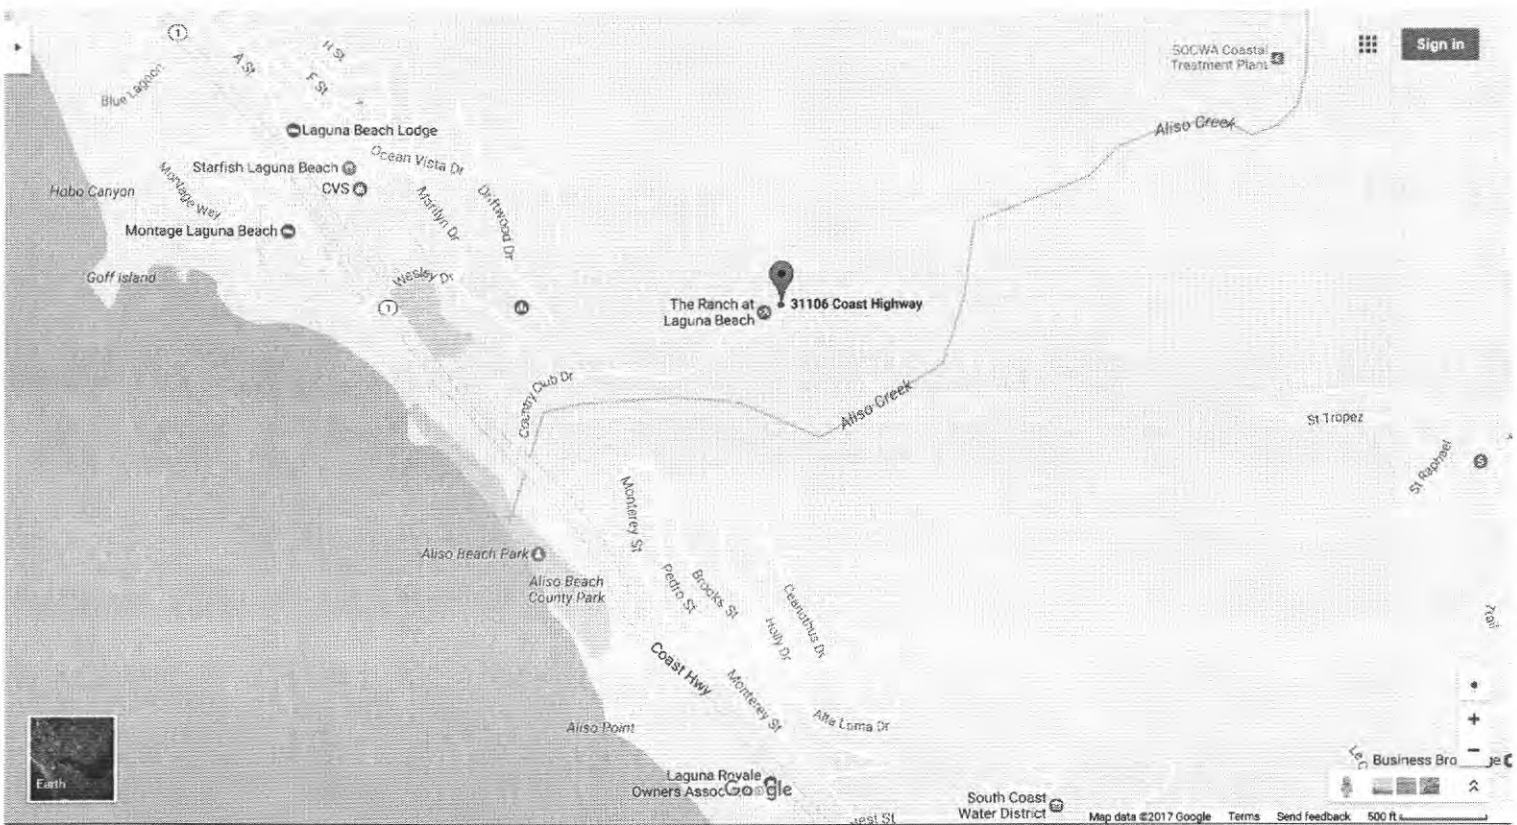 1
H St
A St
F St
Blue Lagoon
SOCWA Coastal
Treatment Plant
Sign in
Aliso Creek
Laguna Beach Lodge
Ocean Vista Dr
Starfish Laguna Beach
CVS
Hobo Canyon
Montage Way
Marilyn Dr
Driftwood Dr
Montage Laguna Beach
Goff Island
Wesley Dr
1
The Ranch at
Laguna Beach
31106 Coast Highway
Country Club Dr
Aliso Creek
St Tropez
St Raphael
Monterey St
Aliso Beach Park
Aliso Beach
County Park
Pedro St
Brooks St
Holly Dr
Ceanothus Dr
Trail
Coast Hwy
Monterey St
Alta Loma Dr
Aliso Point
Earth
Laguna Royale
Owners Assoc
Google
South Coast
Water District
Business Bro
Map data ©2017 Google
Terms
Send feedback
500 ft